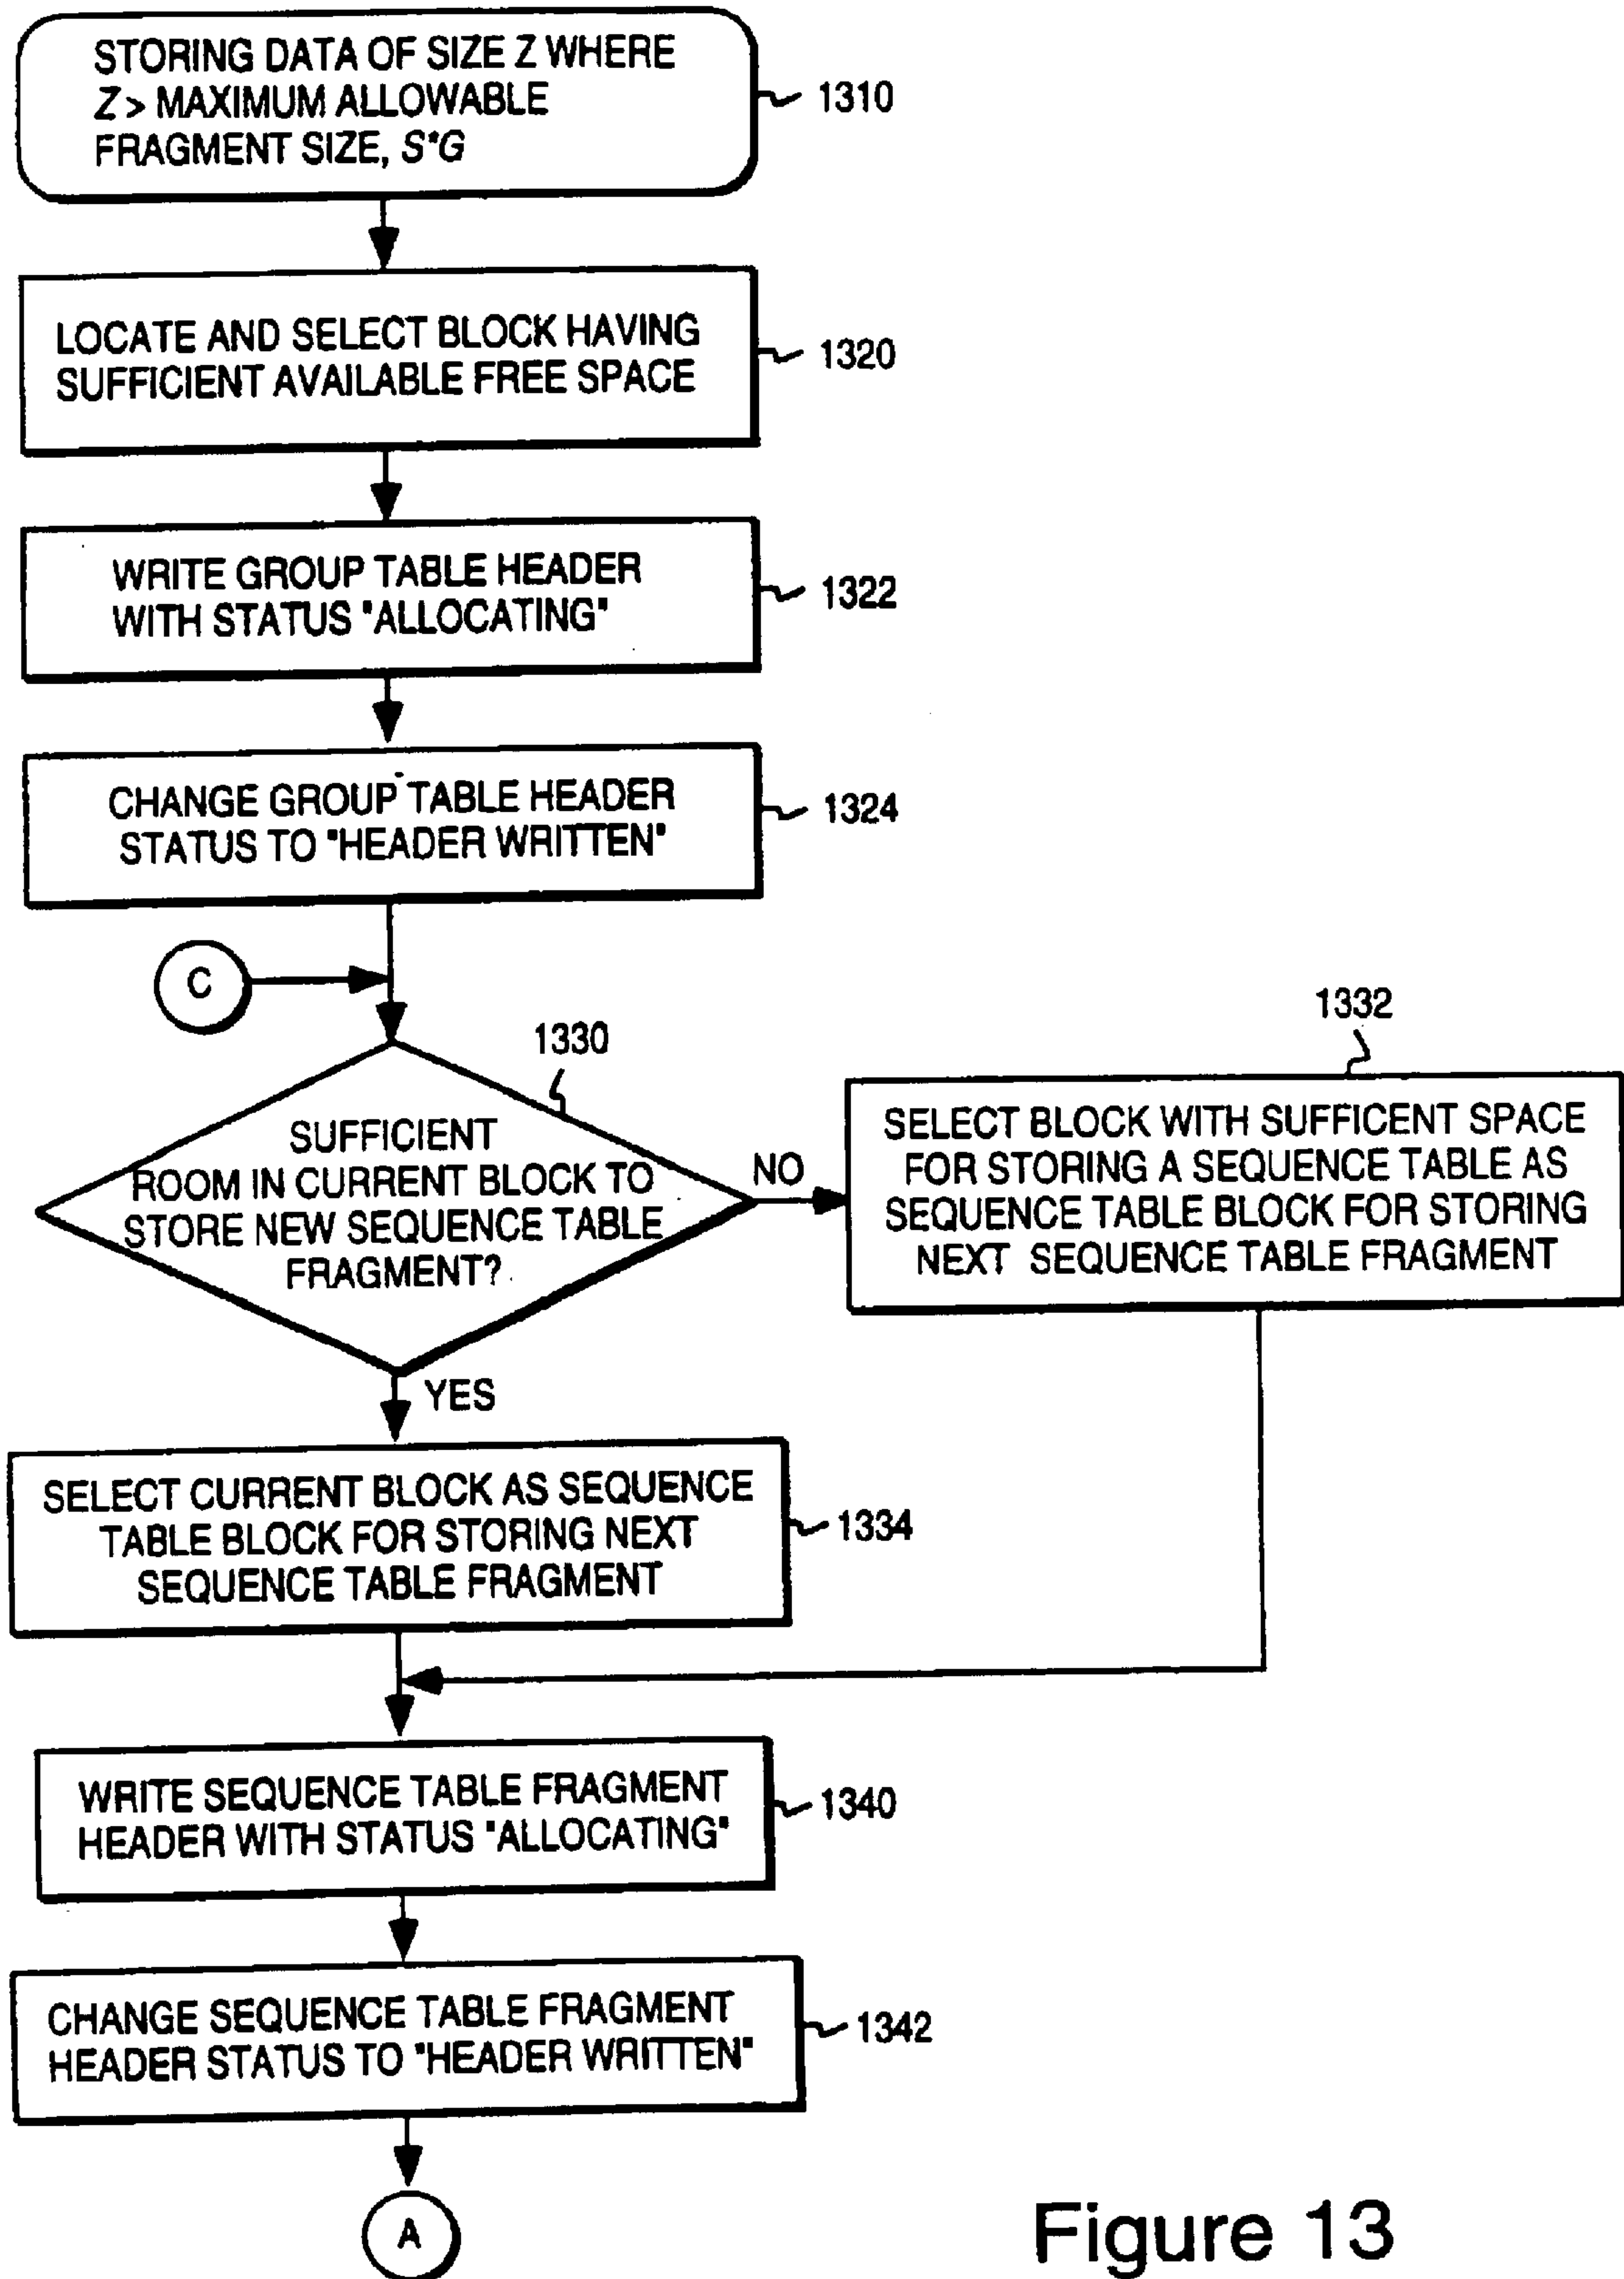 STORING DATA OF SIZE Z WHERE
Z > MAXIMUM ALLOWABLE
FRAGMENT SIZE, S*G
1310
LOCATE AND SELECT BLOCK HAVING
SUFFICIENT AVAILABLE FREE SPACE
1320
WRITE GROUP TABLE HEADER
WITH STATUS "ALLOCATING"
1322
CHANGE GROUP TABLE HEADER
STATUS TO "HEADER WRITTEN"
1324
C
1330
SUFFICIENT
ROOM IN CURRENT BLOCK TO
STORE NEW SEQUENCE TABLE
FRAGMENT?
NO
1332
SELECT BLOCK WITH SUFFICENT SPACE
FOR STORING A SEQUENCE TABLE AS
SEQUENCE TABLE BLOCK FOR STORING
NEXT SEQUENCE TABLE FRAGMENT
YES
SELECT CURRENT BLOCK AS SEQUENCE
TABLE BLOCK FOR STORING NEXT
SEQUENCE TABLE FRAGMENT
1334
WRITE SEQUENCE TABLE FRAGMENT
HEADER WITH STATUS "ALLOCATING"
1340
CHANGE SEQUENCE TABLE FRAGMENT
HEADER STATUS TO "HEADER WRITTEN"
1342
A
Figure 13